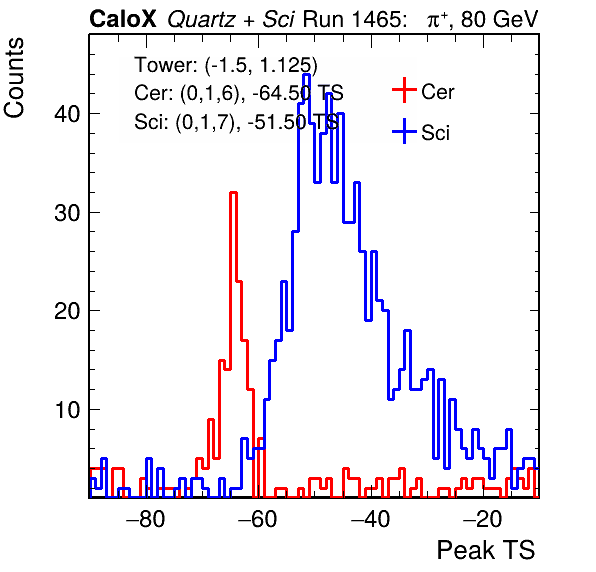 CaloX Quartz + Sci Run 1465: π⁺, 80 GeV
Counts
Tower: (-1.5, 1.125)
Cer: (0,1,6), -64.50 TS
Sci: (0,1,7), -51.50 TS
Cer
Sci
40
30
20
10
−80 −60 −40 −20
Peak TS